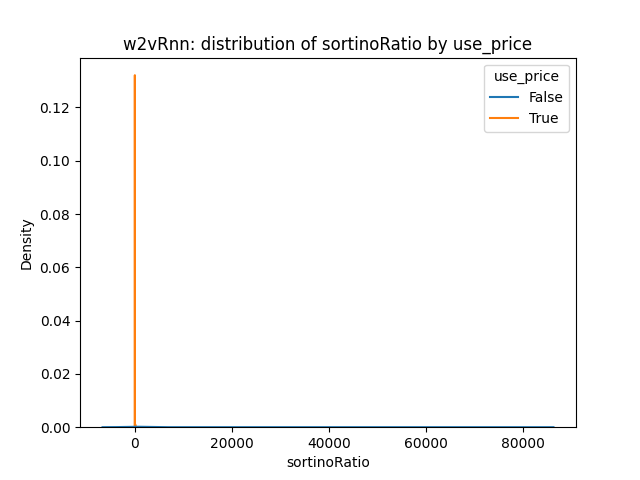 w2vRnn: distribution of sortinoRatio by use_price
use_price
False
True
Density
0.12
0.10
0.08
0.06
0.04
0.02
0.00
0
20000
40000
60000
80000
sortinoRatio